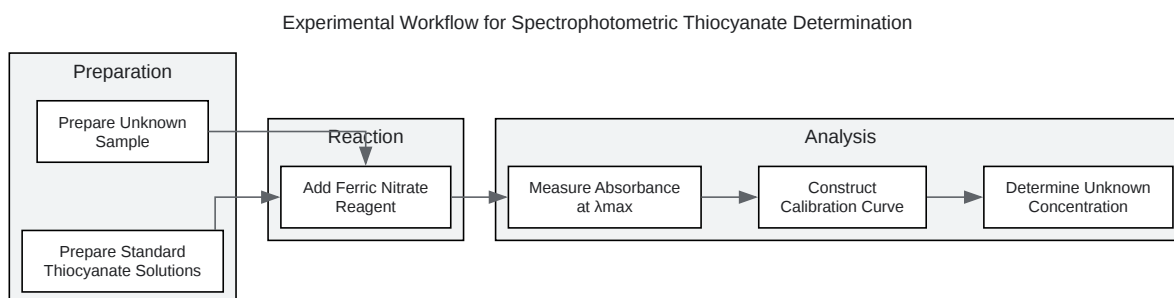 Experimental Workflow for Spectrophotometric Thiocyanate Determination
Preparation
Prepare Unknown
Sample
Prepare Standard
Thiocyanate Solutions
Reaction
Add Ferric Nitrate
Reagent
Analysis
Measure Absorbance
at λmax
Construct
Calibration Curve
Determine Unknown
Concentration